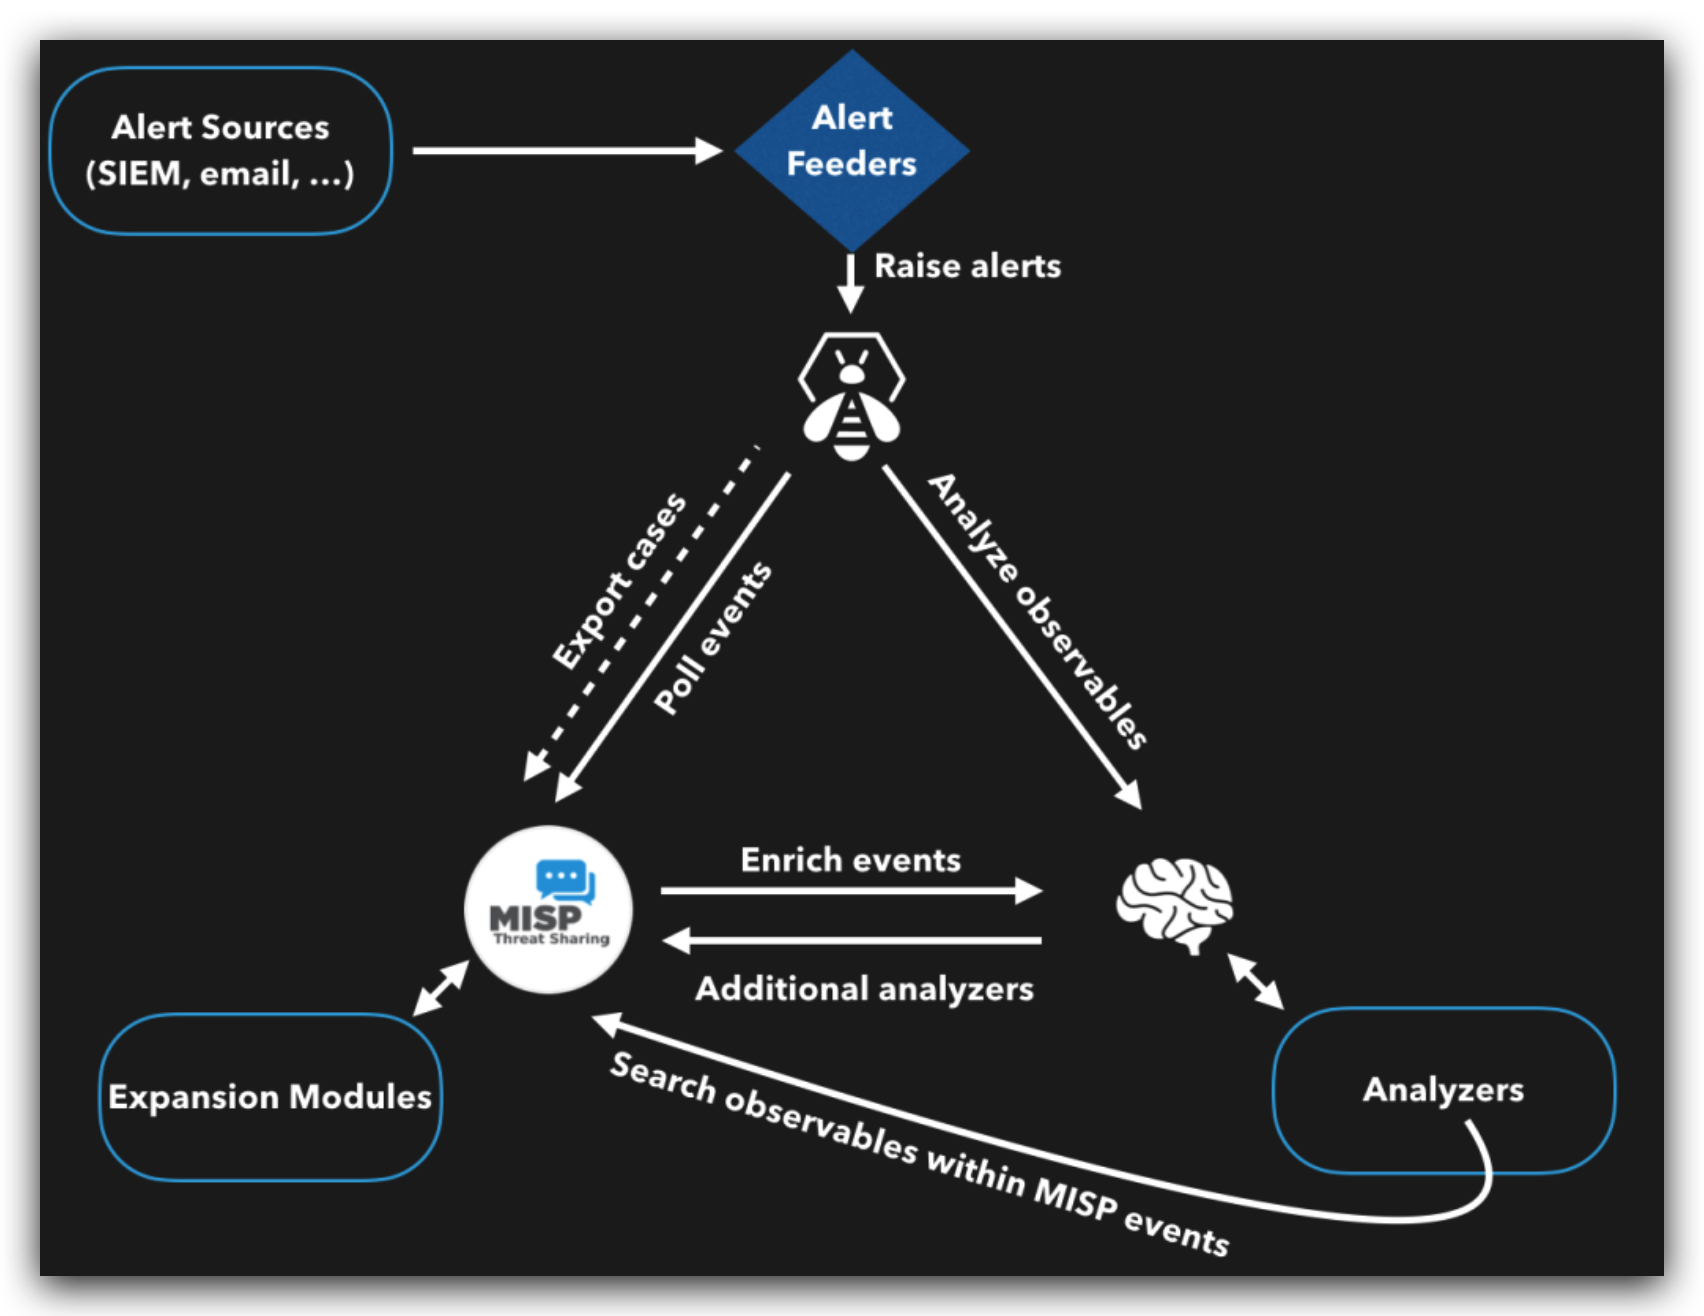 Alert Sources
(SIEM, email, ...)
Alert
Feeders
Raise alerts
Export cases
Poll events
Analyze observables
MISP
Threat Sharing
Enrich events
Additional analyzers
Expansion Modules
Analyzers
Search observables within MISP events